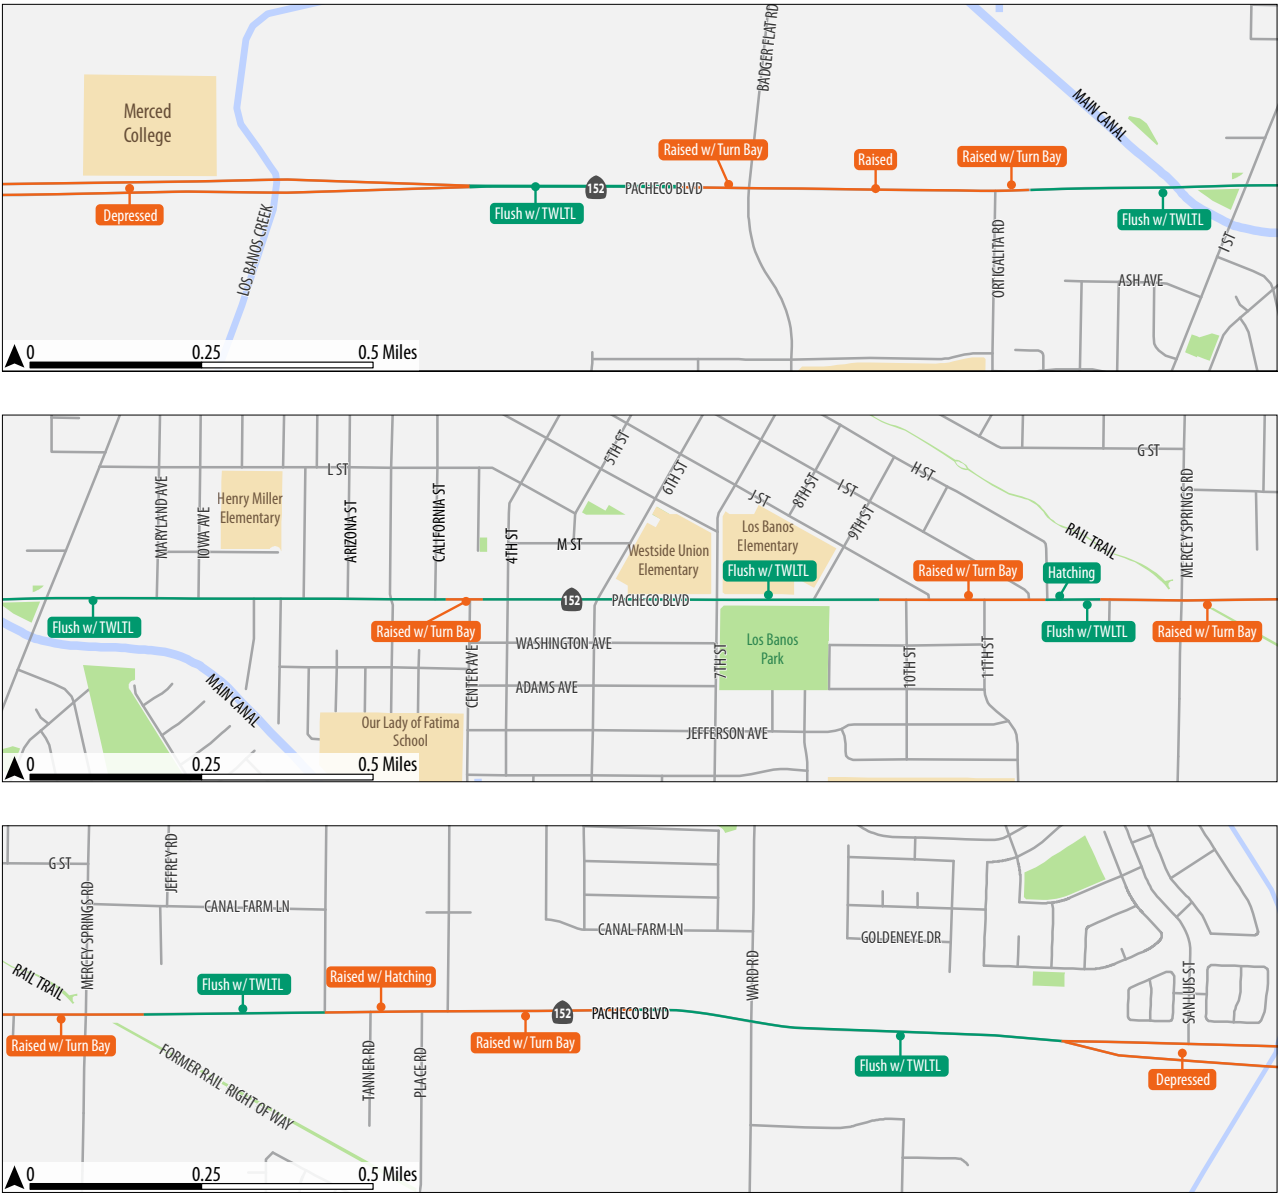 BADGER FLAT RD
MAIN CANAL
Merced
College
Raised w/ Turn Bay
Raised
Raised w/ Turn Bay
152
PACHECO BLVD
Depressed
Flush w/ TWLTL
Flush w/ TWLTL
LOS BANOS CREEK
ORTIGALITA RD
I ST
ASH AVE
0
0.25
0.5 Miles
5TH ST
G ST
L ST
6TH ST
H ST
MARYLAND AVE
IOWA AVE
Henry Miller
Elementary
ARIZONA ST
CALIFORNIA ST
J ST
8TH ST
I ST
MERCEY SPRINGS RD
4TH ST
M ST
9TH ST
RAIL TRAIL
Westside Union
Elementary
Los Banos
Elementary
Flush w/ TWLTL
Raised w/ Turn Bay
Hatching
152
PACHECO BLVD
Flush w/ TWLTL
Raised w/ Turn Bay
Flush w/ TWLTL
Raised w/ Turn Bay
WASHINGTON AVE
Los Banos
Park
7TH ST
10TH ST
11TH ST
CENTER AVE
ADAMS AVE
MAIN CANAL
Our Lady of Fatima
School
JEFFERSON AVE
0
0.25
0.5 Miles
G ST
JEFFREY RD
MERCEY SPRINGS RD
CANAL FARM LN
CANAL FARM LN
GOLDENEYE DR
RAIL TRAIL
Flush w/ TWLTL
Raised w/ Hatching
WARD RD
SAN LUIS ST
152
PACHECO BLVD
Raised w/ Turn Bay
Raised w/ Turn Bay
Flush w/ TWLTL
Depressed
FORMER RAIL RIGHT OF WAY
TANNER RD
PLACE RD
0
0.25
0.5 Miles